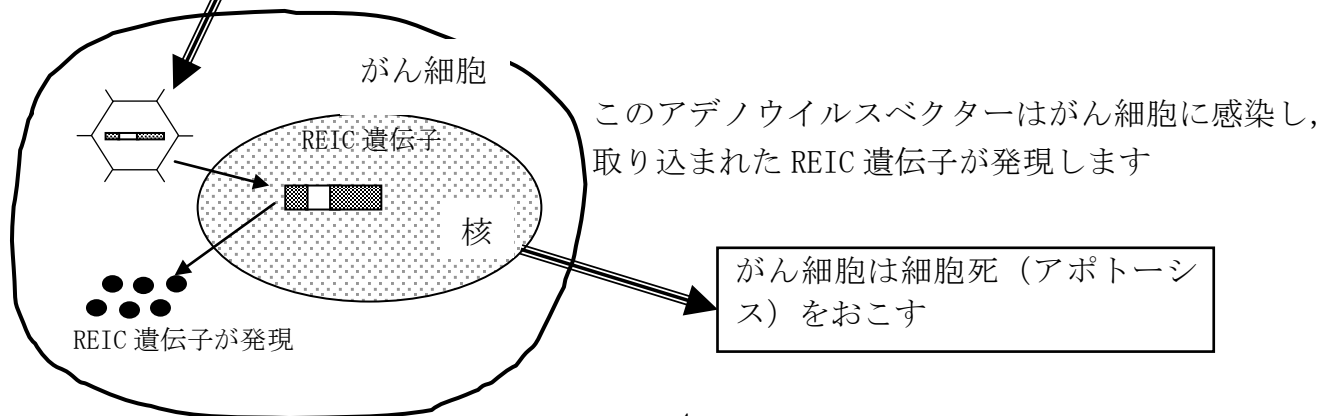 がん細胞
このアデノウイルスベクターはがん細胞に感染し,
取り込まれた REIC 遺伝子が発現します
REIC 遺伝子
核
がん細胞は細胞死（アポトーシ
ス）をおこす
REIC 遺伝子が発現